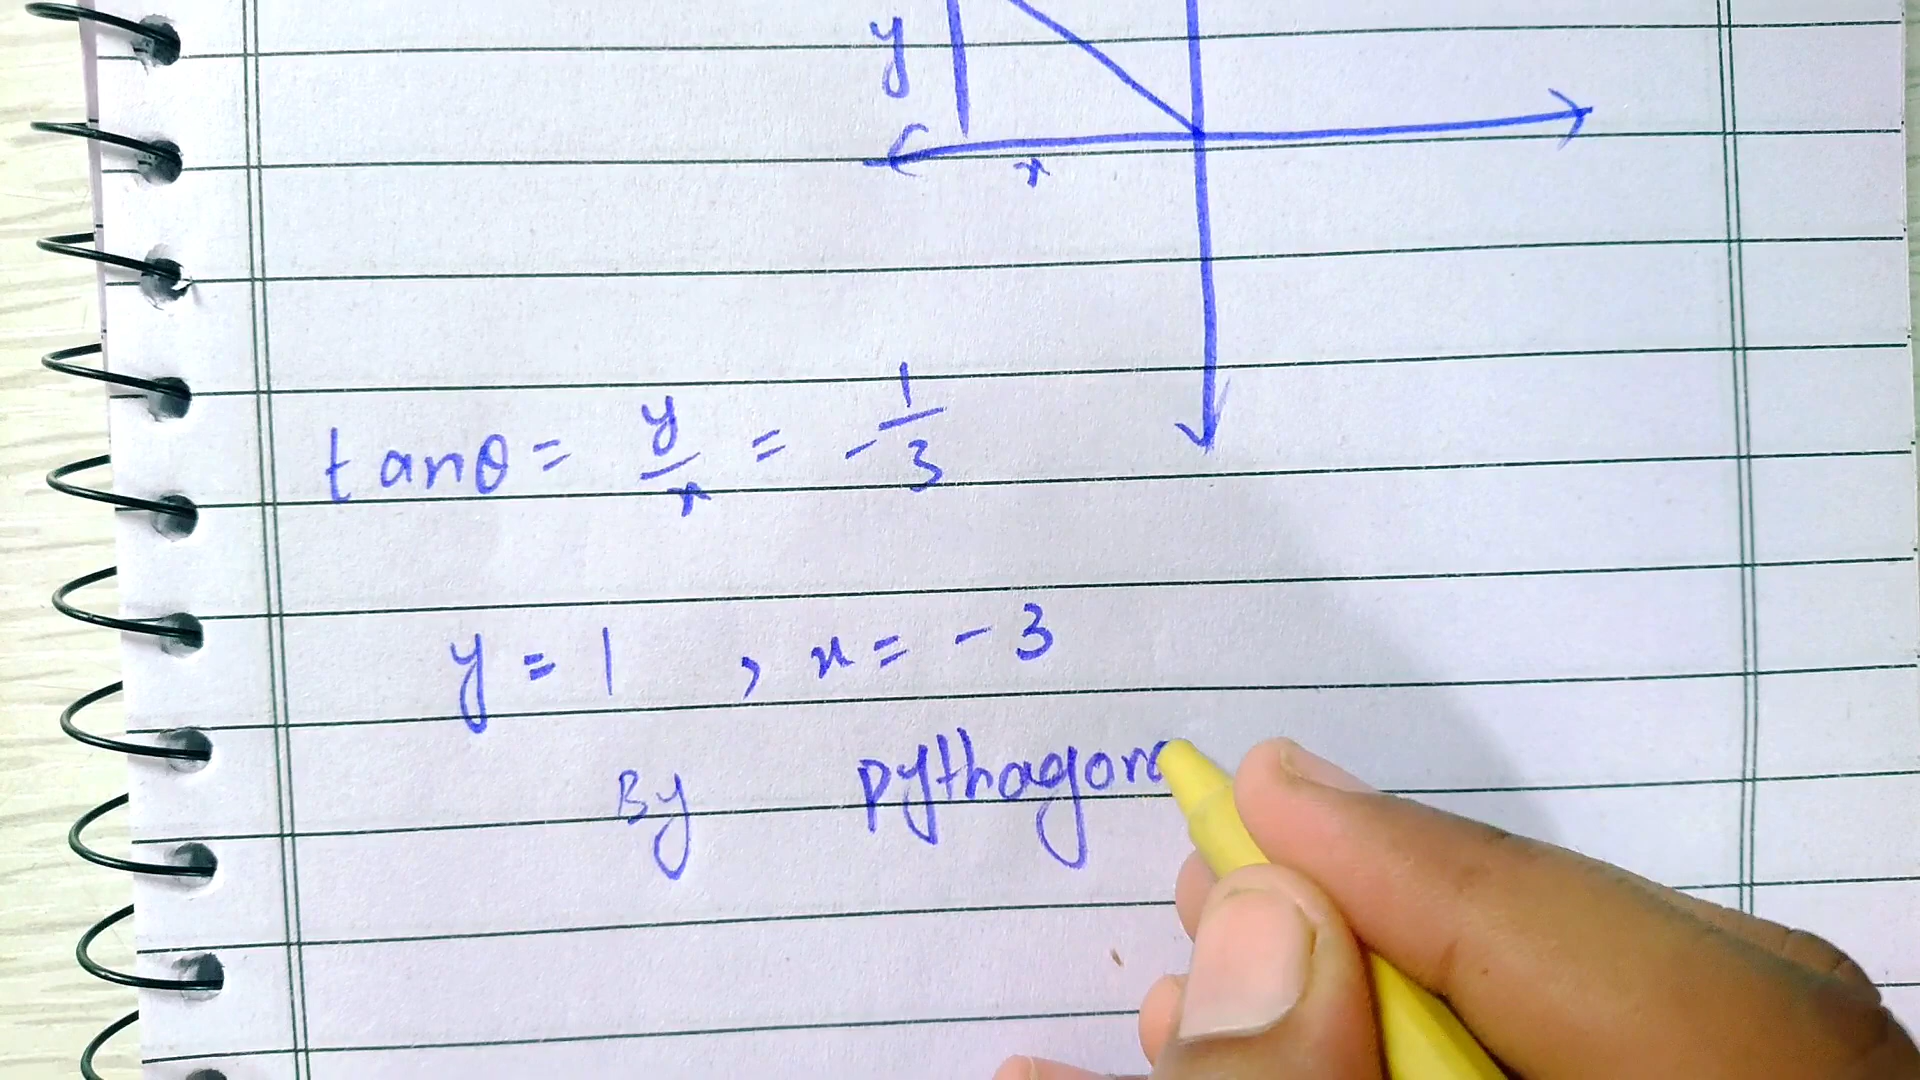 y
x
tanθ = y/x = -1/3
y = 1 , x = -3
By pythagora